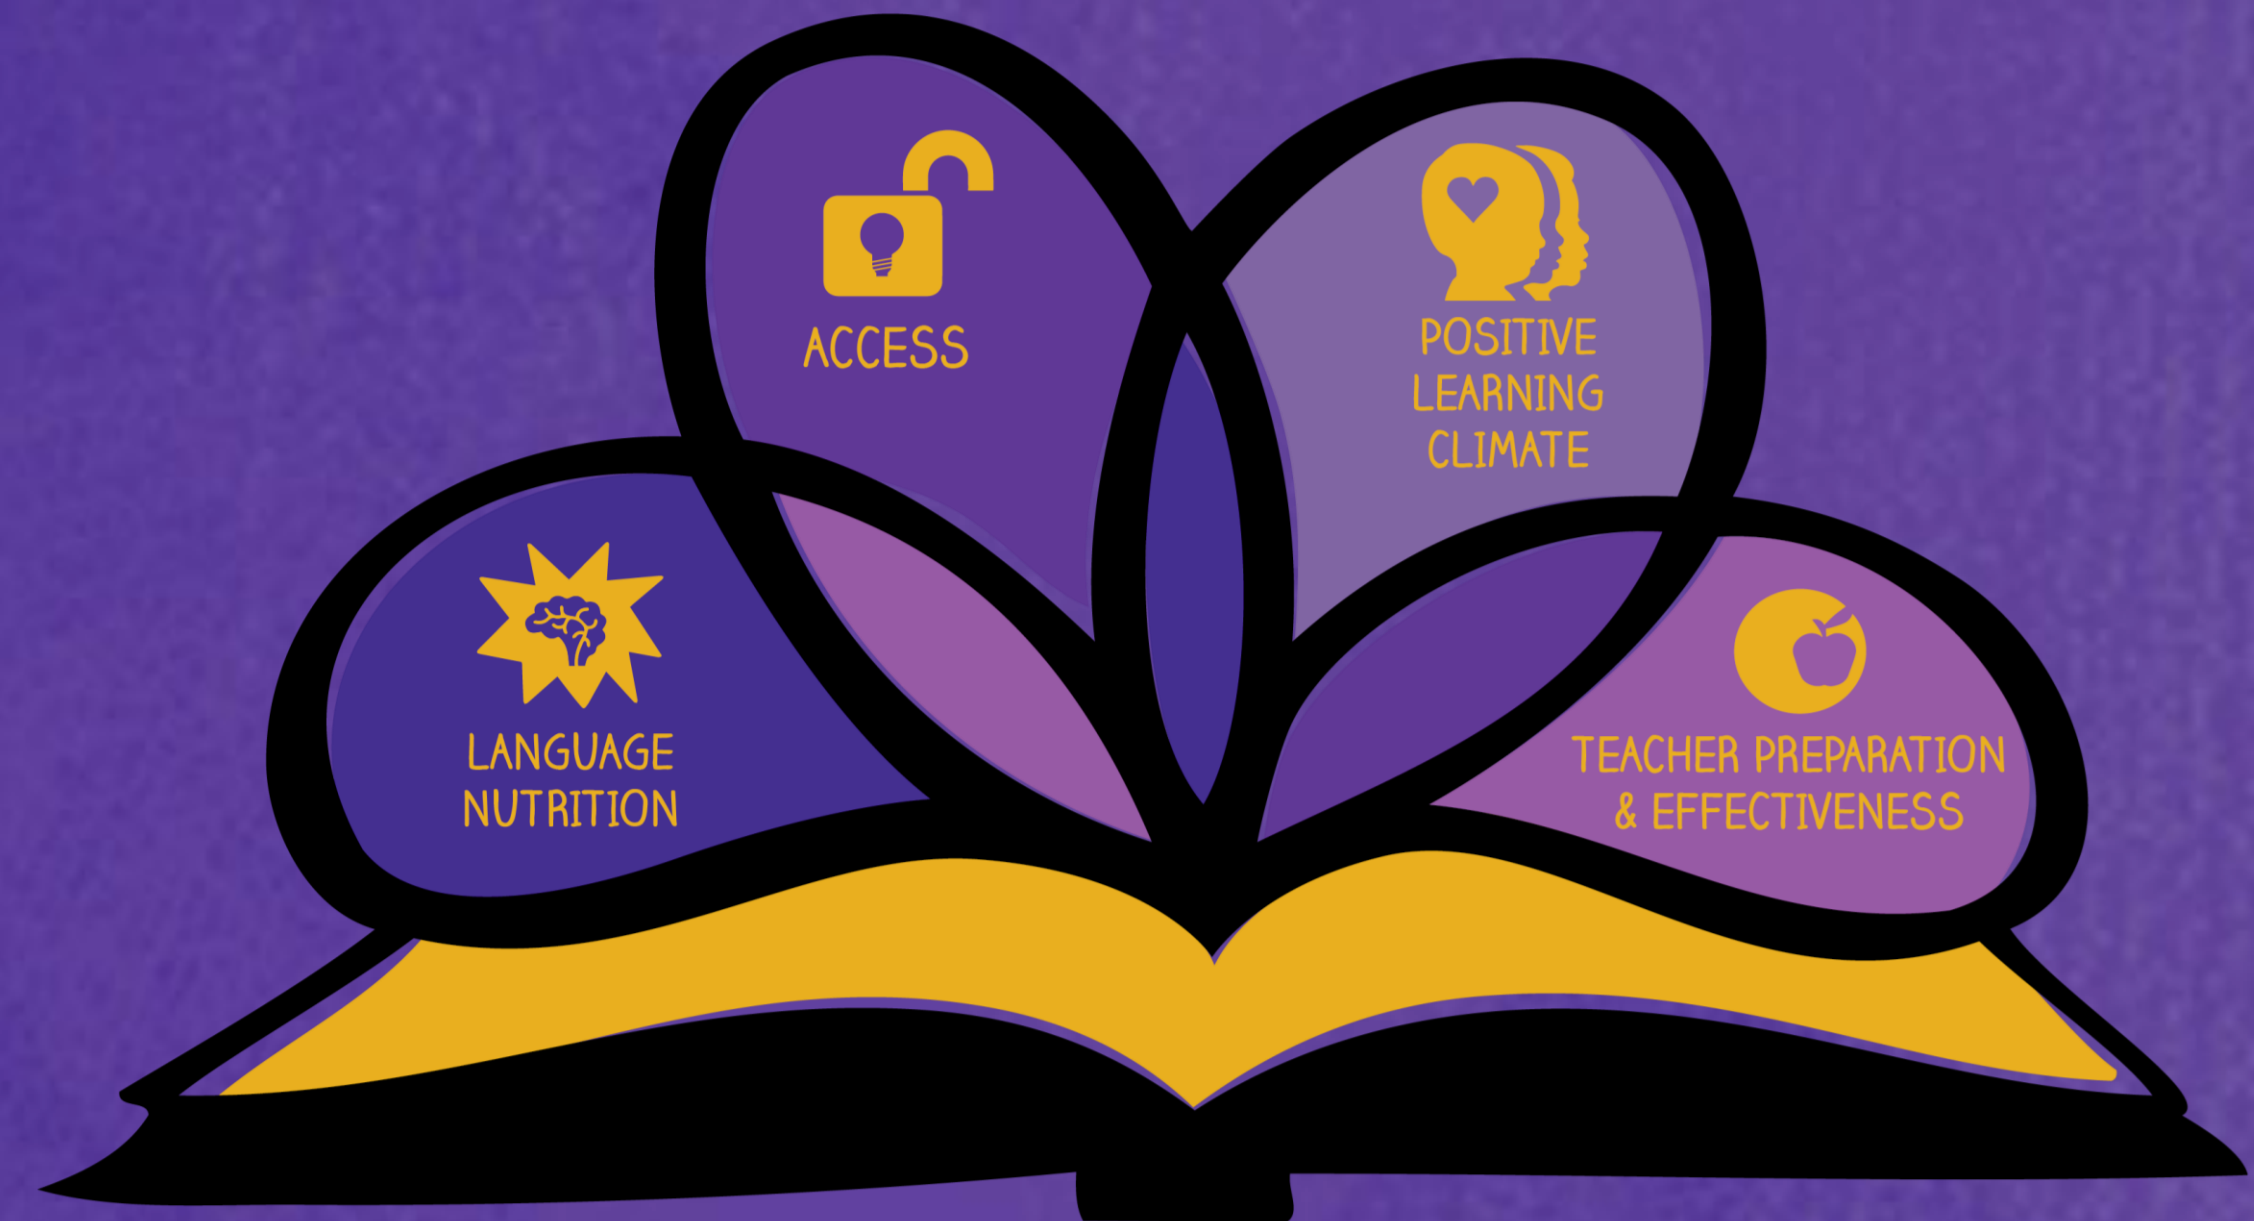 ACCESS
POSITIVE
LEARNING
CLIMATE
LANGUAGE
NUTRITION
TEACHER PREPARATION
& EFFECTIVENESS